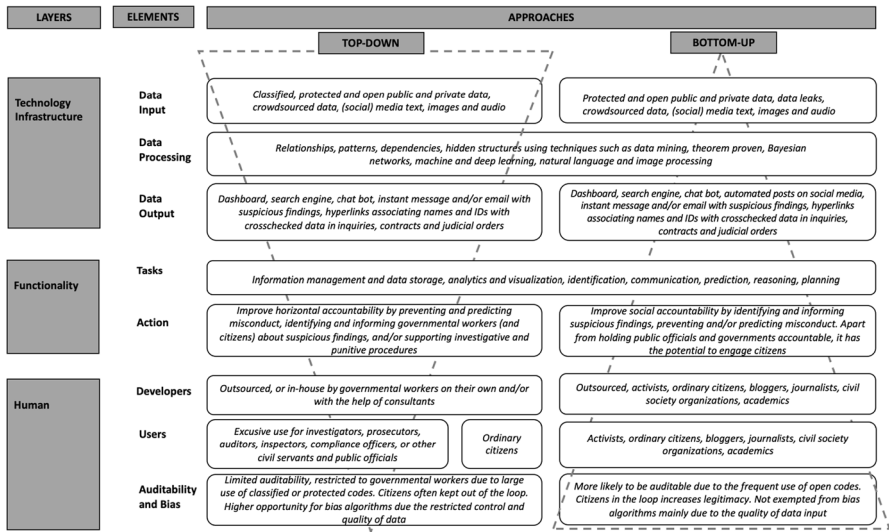 LAYERS
ELEMENTS
APPROACHES
TOP-DOWN
BOTTOM-UP
Technology
Infrastructure
Data
Input
Classified, protected and open public and private data,
crowdsourced data, (social) media text, images and audio
Protected and open public and private data, data leaks,
crowdsourced data, (social) media text, images and audio
Data
Processing
Relationships, patterns, dependencies, hidden structures using techniques such as data mining, theorem proven, Bayesian
networks, machine and deep learning, natural language and image processing
Data
Output
Dashboard, search engine, chat bot, instant message and/or email with
suspicious findings, hyperlinks associating names and IDs with
crosschecked data in inquiries, contracts and judicial orders
Dashboard, search engine, chat bot, automated posts on social media,
instant message and/or email with suspicious findings, hyperlinks
associating names and IDs with crosschecked data in inquiries,
contracts and judicial orders
Functionality
Tasks
Information management and data storage, analytics and visualization, identification, communication, prediction, reasoning, planning
Action
Improve horizontal accountability by preventing and predicting
misconduct, identifying and informing governmental workers (and
citizens) about suspicious findings, and/or supporting investigative and
punitive procedures
Improve social accountability by identifying and informing
suspicious findings, preventing and/or predicting misconduct. Apart
from holding public officials and governments accountable, it has
the potential to engage citizens
Human
Developers
Outsourced, or in-house by governmental workers on their own and/or
with the help of consultants
Outsourced, activists, ordinary citizens, bloggers, journalists, civil
society organizations, academics
Users
Excusive use for investigators, prosecutors,
auditors, inspectors, compliance officers, or other
civil servants and public officials
Ordinary
citizens
Activists, ordinary citizens, bloggers, journalists, civil society
organizations, academics
Auditability
and Bias
Limited auditability, restricted to governmental workers due to large
use of classified or protected codes. Citizens often kept out of the loop.
Higher opportunity for bias algorithms due the restricted control and
quality of data
More likely to be auditable due to the frequent use of open codes.
Citizens in the loop increases legitimacy. Not exempted from bias
algorithms mainly due to the quality of data input